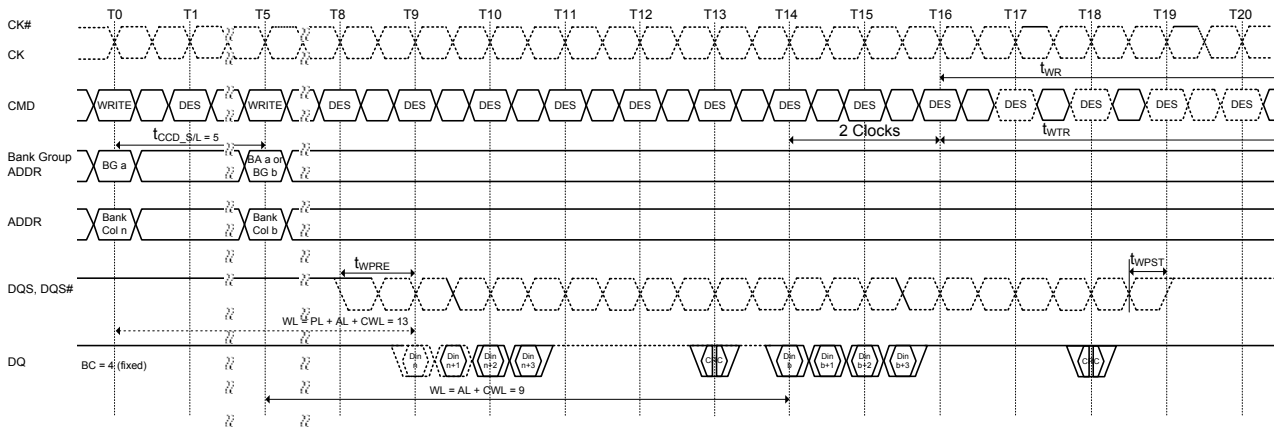 T0 T1 T5 T8 T9 T10 T11 T12 T13 T14 T15 T16 T17 T18 T19 T20
CK#
CK
tWR
CMD WRITE DES WRITE DES DES DES DES DES DES DES DES DES DES DES DES DES
tCCD_S/L = 5
2 Clocks
tWTR
Bank Group
ADDR
BG a
BA a or
BG b
ADDR
Bank
Col n
Bank
Col b
tWPRE
tWPST
DQS, DQS#
WL = PL + AL + CWL = 13
DQ
BC = 4 (fixed)
Din
n
Din
n+1
Din
n+2
Din
n+3
CRC
Din
b
Din
b+1
Din
b+2
Din
b+3
CRC
WL = AL + CWL = 9